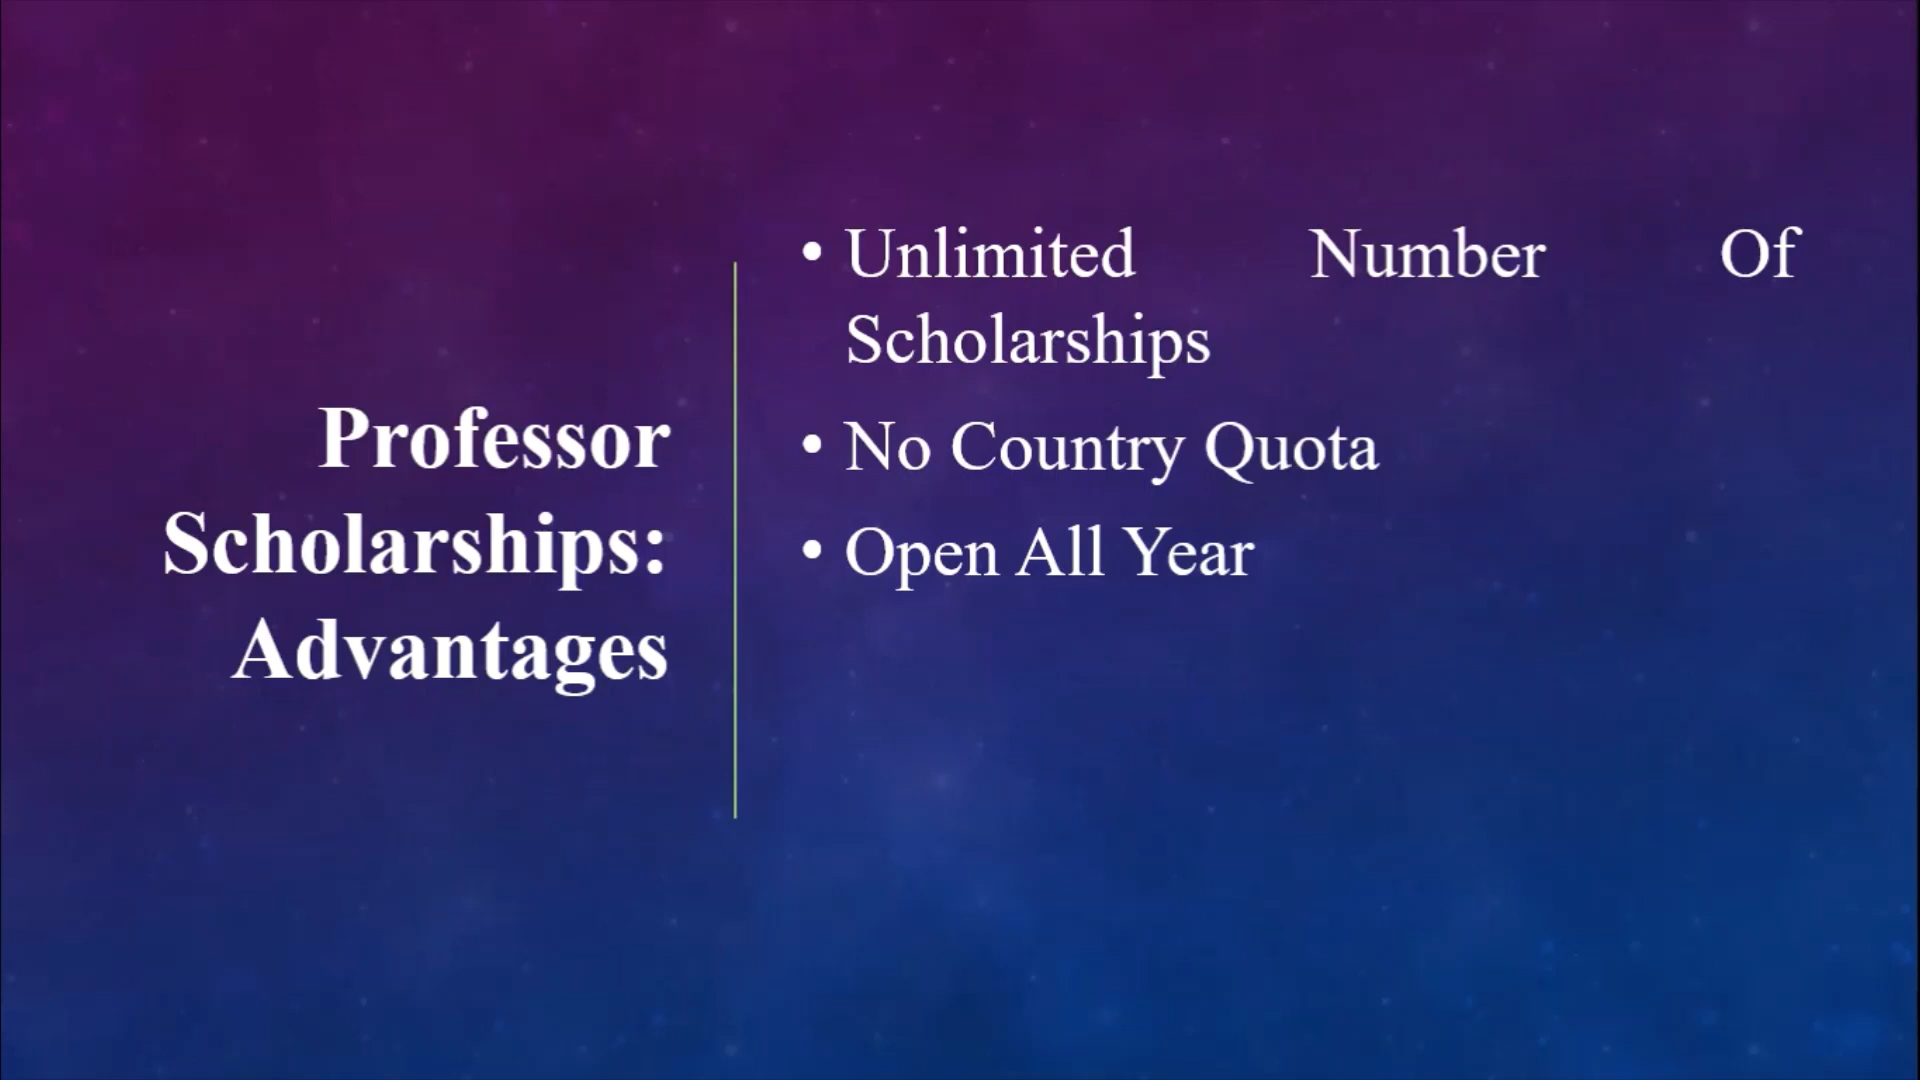 Professor
Scholarships:
Advantages
• Unlimited Number Of
Scholarships
• No Country Quota
• Open All Year